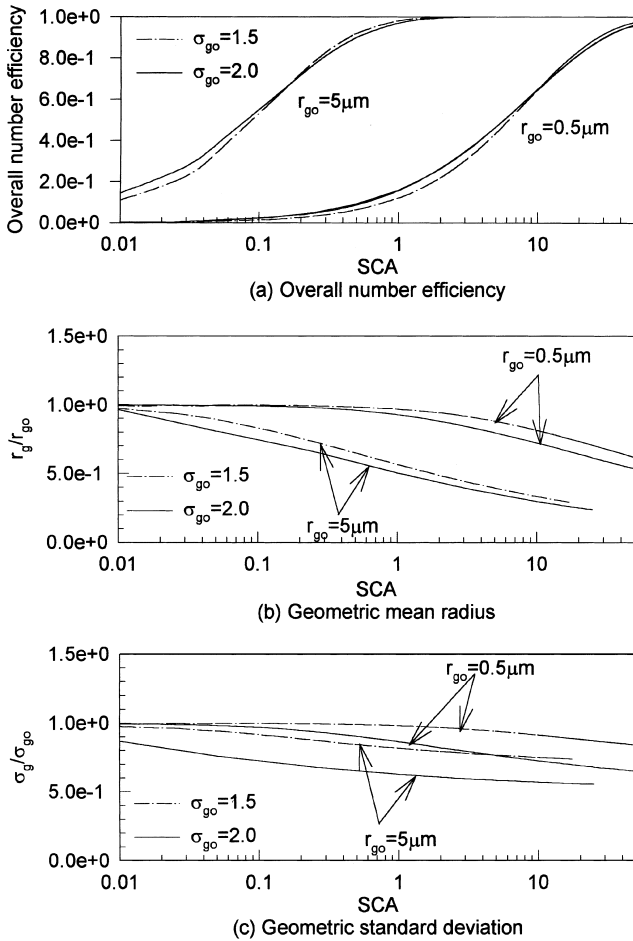 Overall number efficiency
1.0e+0
8.0e-1
6.0e-1
4.0e-1
2.0e-1
0.0e+0
σgo=1.5
σgo=2.0
rgo=5μm
rgo=0.5μm
0.01 0.1 1 10
SCA
(a) Overall number efficiency
rg/rgo
1.5e+0
1.0e+0
5.0e-1
0.0e+0
rgo=0.5μm
σgo=1.5
σgo=2.0
rgo=5μm
0.01 0.1 1 10
SCA
(b) Geometric mean radius
σg/σgo
1.5e+0
1.0e+0
5.0e-1
0.0e+0
rgo=0.5μm
σgo=1.5
σgo=2.0
rgo=5μm
0.01 0.1 1 10
SCA
(c) Geometric standard deviation